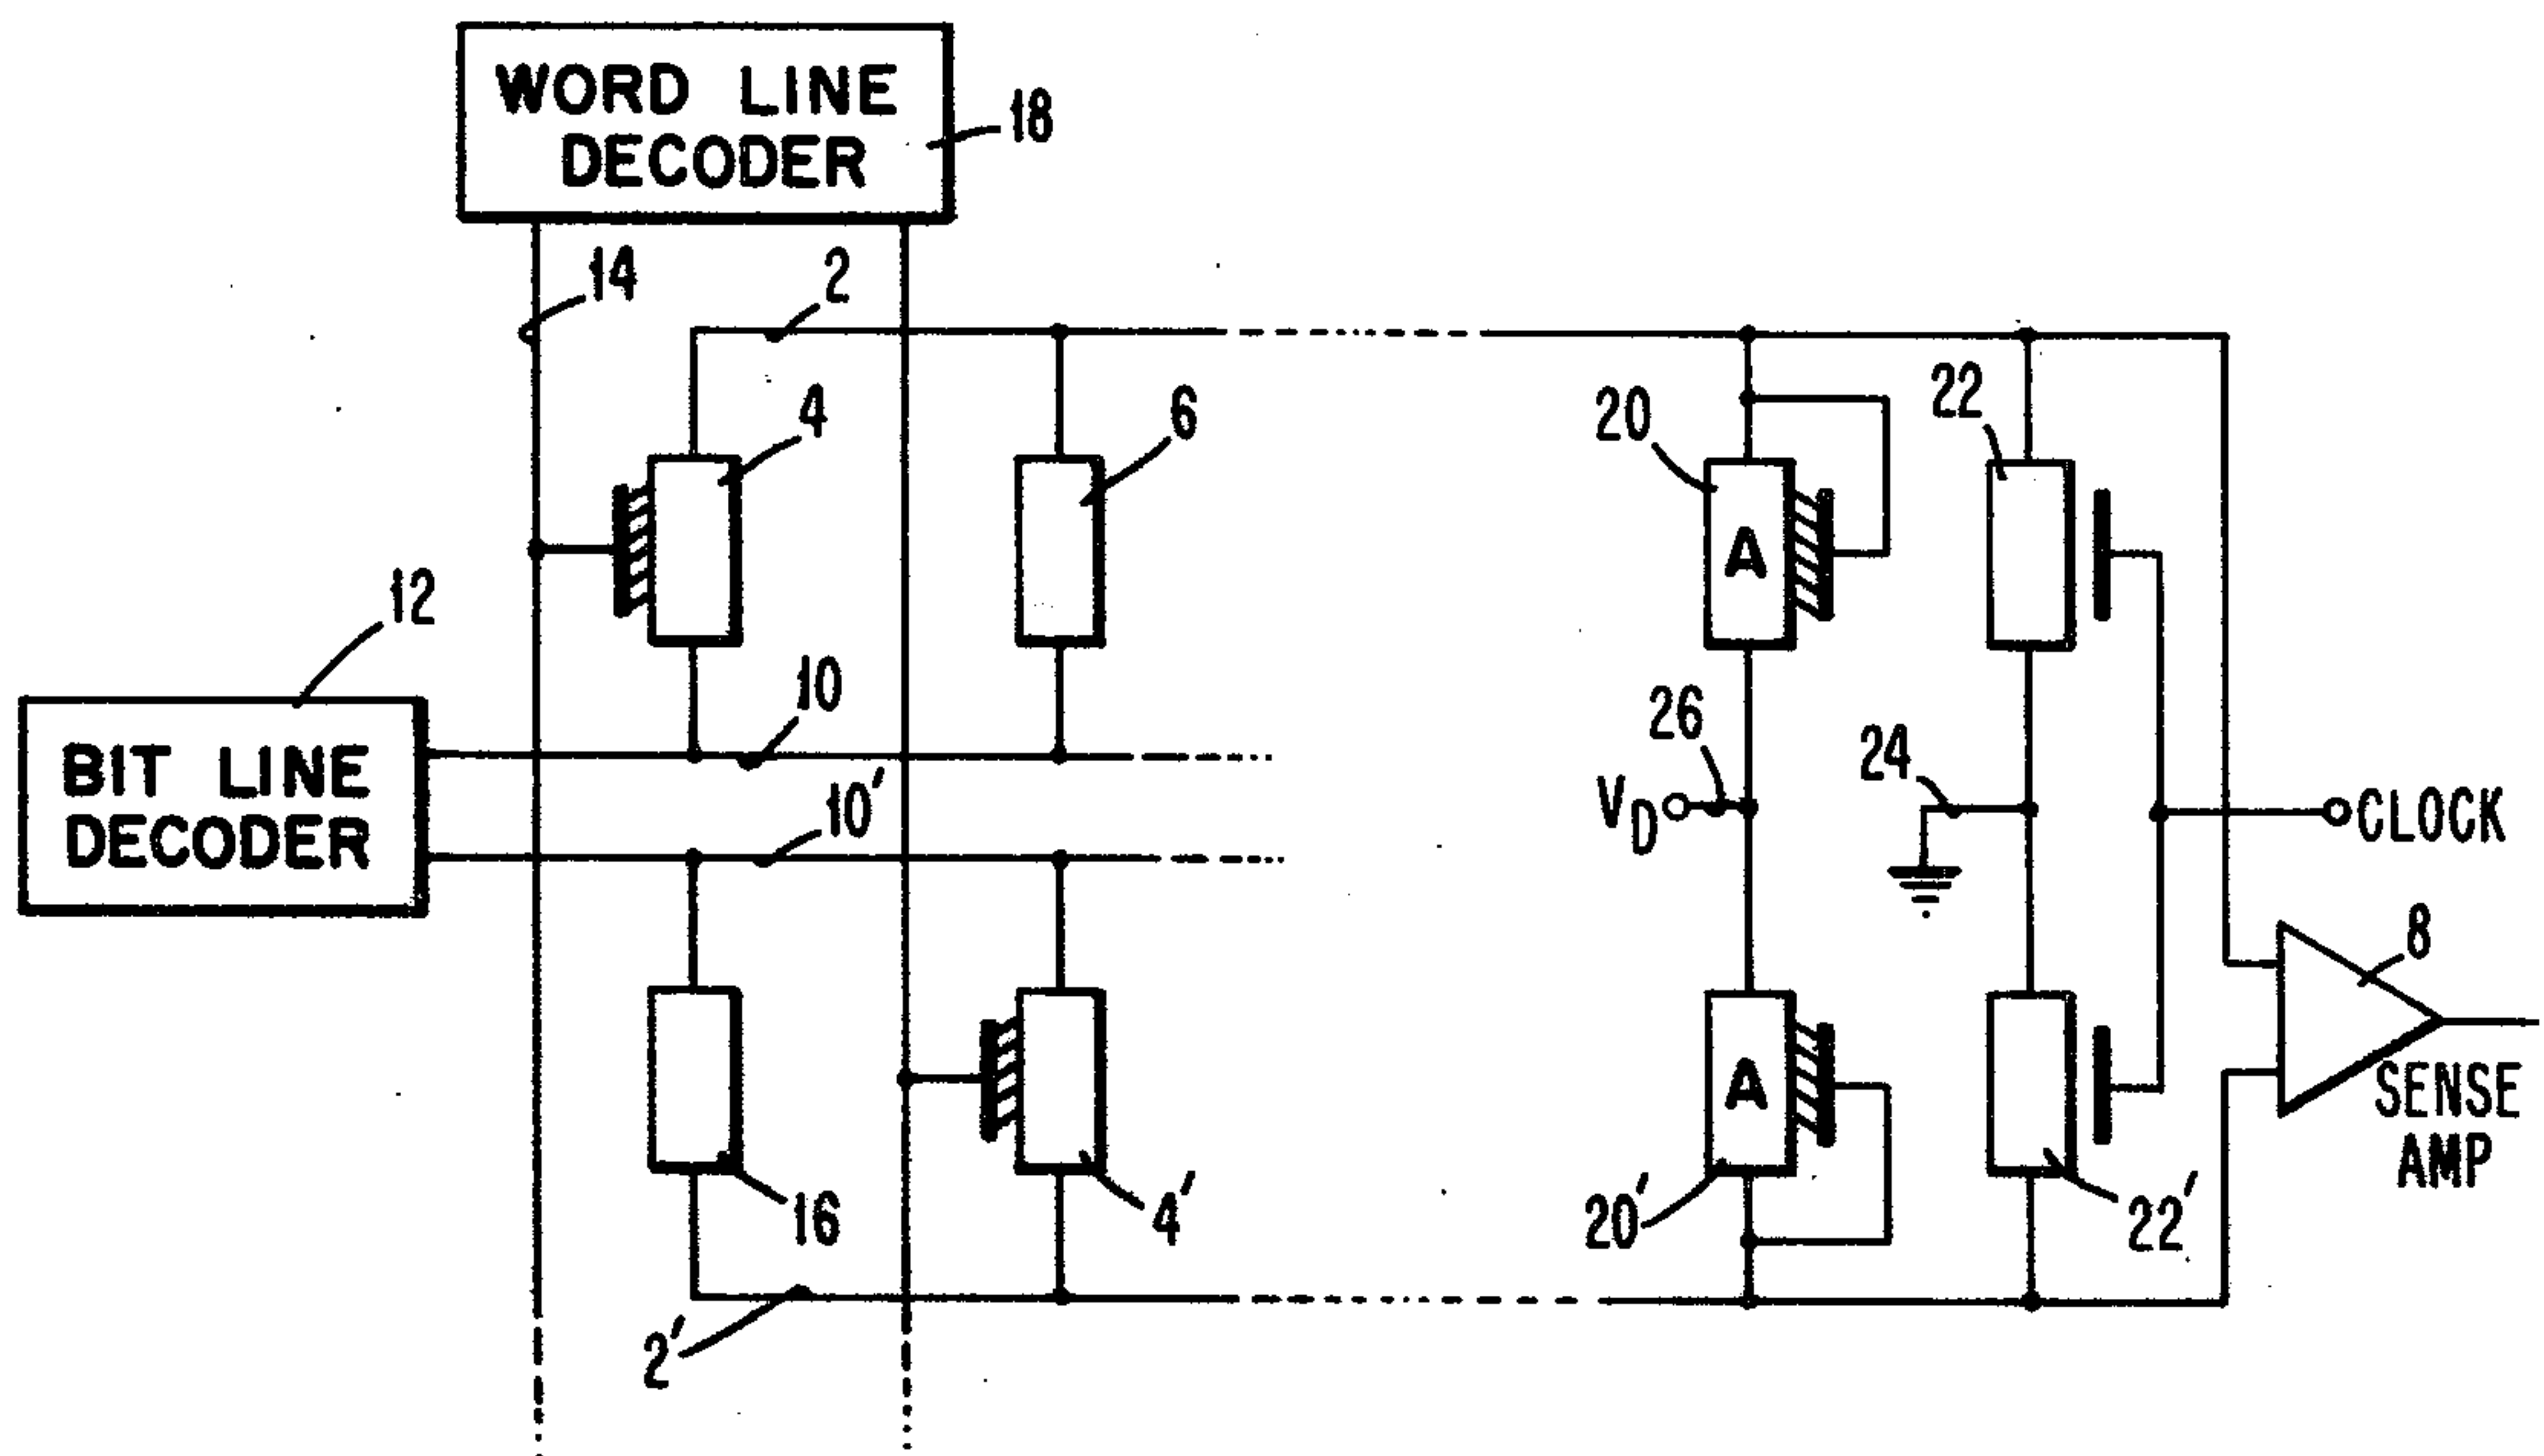 WORD LINE
DECODER
18
14
2
4
6
20
22
12
10
26
24
BIT LINE
DECODER
10'
VD
CLOCK
8
A
A
SENSE
AMP
16
4'
20'
22'
2'